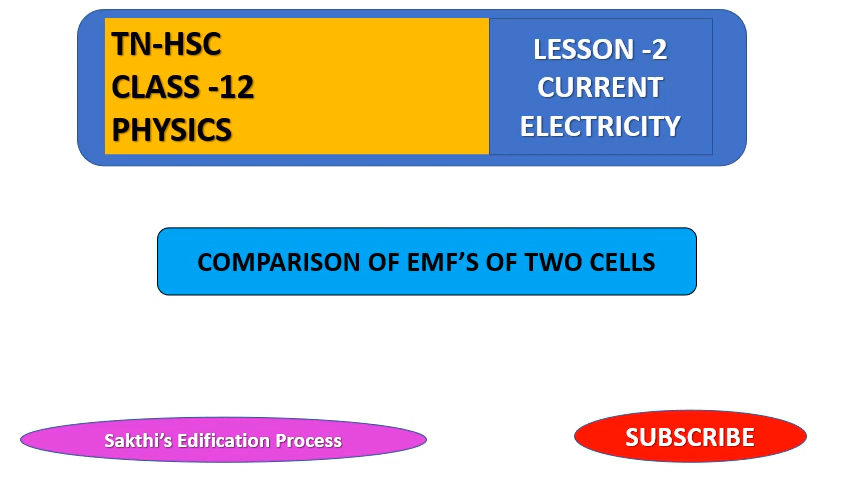 TN-HSC
CLASS -12
PHYSICS
LESSON -2
CURRENT
ELECTRICITY
COMPARISON OF EMF’S OF TWO CELLS
Sakthi’s Edification Process
SUBSCRIBE